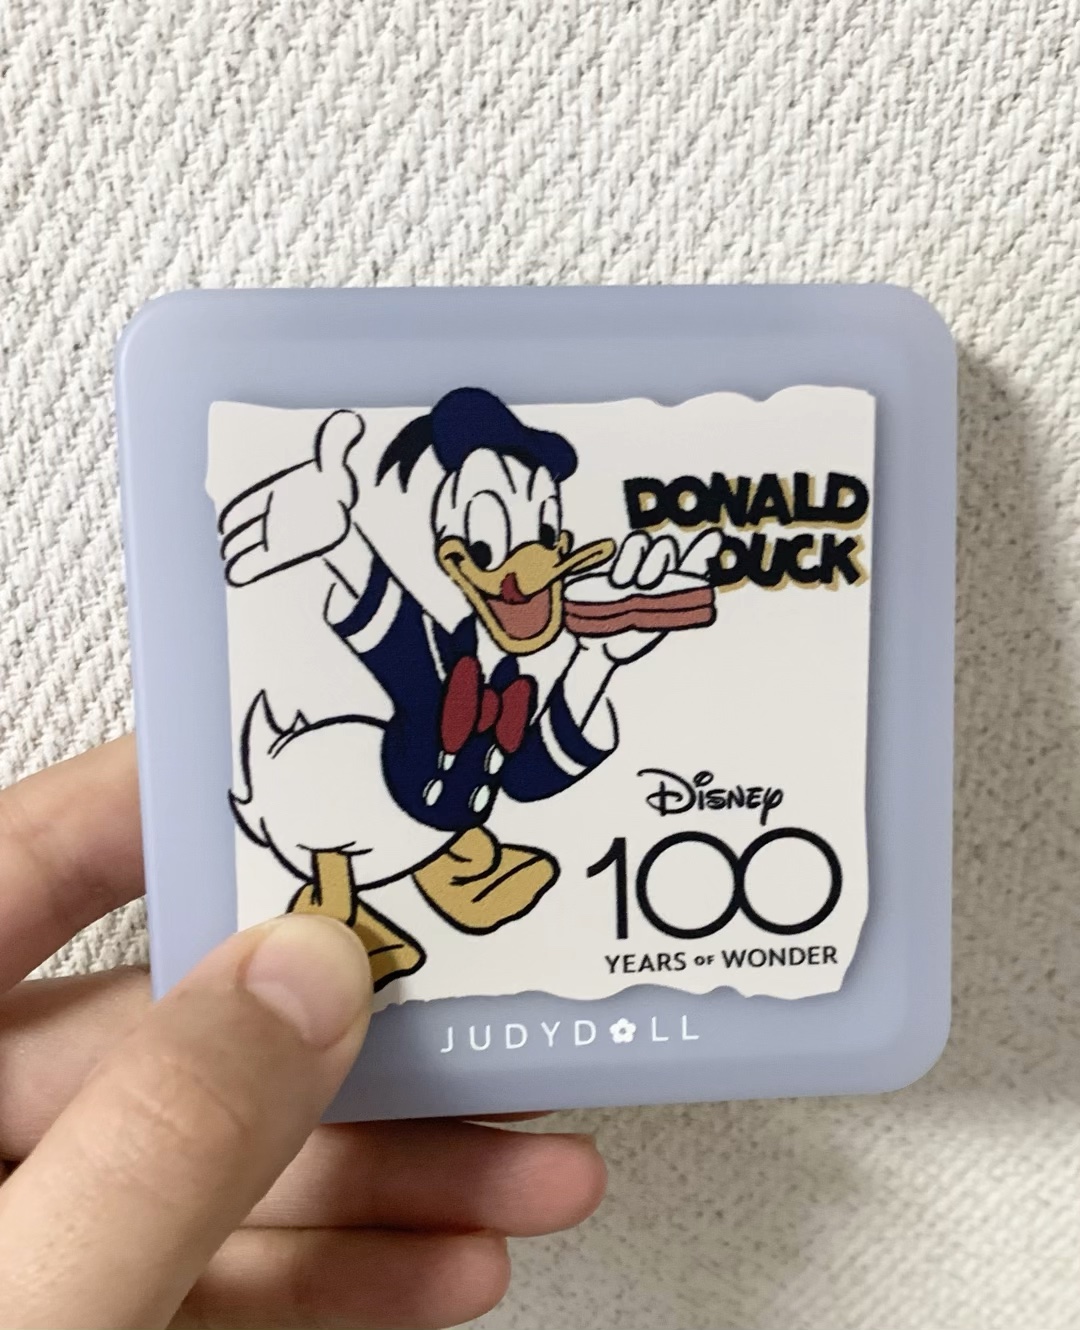 DONALD
DUCK
Disney
100
YEARS OF WONDER
JUDYDOLL